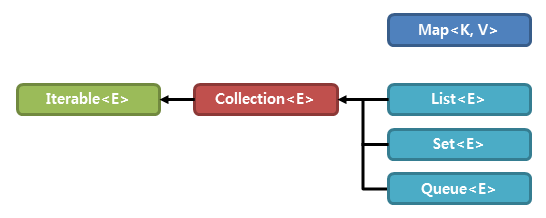 Map<K, V>
Iterable<E>
Collection<E>
List<E>
Set<E>
Queue<E>